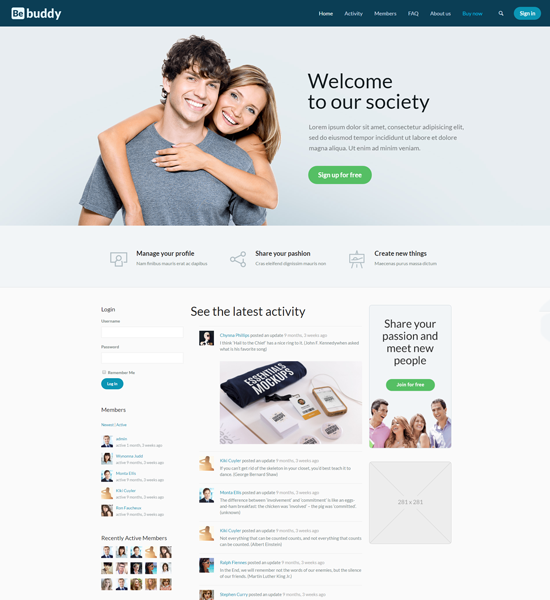 Be buddy
Home Activity Members FAQ About us Buy now Sign in
Welcome
to our society
Lorem ipsum dolor sit amet, consectetur adipisicing elit,
sed do eiusmod tempor incididunt ut labore et dolore
magna aliqua. Ut enim ad minim veniam.
Sign up for free
Manage your profile
Nam finibus mauris erat ac dapibus
Share your pashion
Cras eleifend dignissim mauris non
Create new things
Maecenas purus massa dictum
Login
Username
Password
Remember Me
Log In
Members
Newest | Active
admin
active 1 month, 3 weeks ago
Wynonna Judd
active 9 months, 3 weeks ago
Monta Ellis
active 9 months, 3 weeks ago
Kiki Cuyler
active 9 months, 3 weeks ago
Roy Faucheux
active 9 months, 3 weeks ago
Recently Active Members
See the latest activity
Chynna Phillips posted an update 9 months, 3 weeks ago
I think 'Hail to the Chief' has a nice ring to it. (John F. Kennedy when asked
what is his favorite song)
ESSENTIALS
MOCKUPS
Kiki Cuyler posted an update 9 months, 3 weeks ago
If you can't get rid of the skeleton in your closet, you'd best teach it to
dance. (George Bernard Shaw)
Monta Ellis posted an update 9 months, 3 weeks ago
The difference between 'involvement' and 'commitment' is like an eggs-
and-ham breakfast: the chicken was 'involved' - the pig was 'committed'.
(unknown)
Kiki Cuyler posted an update 9 months, 3 weeks ago
Not everything that can be counted counts, and not everything that counts
can be counted. (Albert Einstein)
Ralph Fiennes posted an update 9 months, 3 weeks ago
In the End, we will remember not the words of our enemies, but the silence
of our friends. (Martin Luther King Jr.)
Stephen Curry posted an update 9 months, 3 weeks ago
Share your
passion and
meet new
people
Join for free
281 x 281